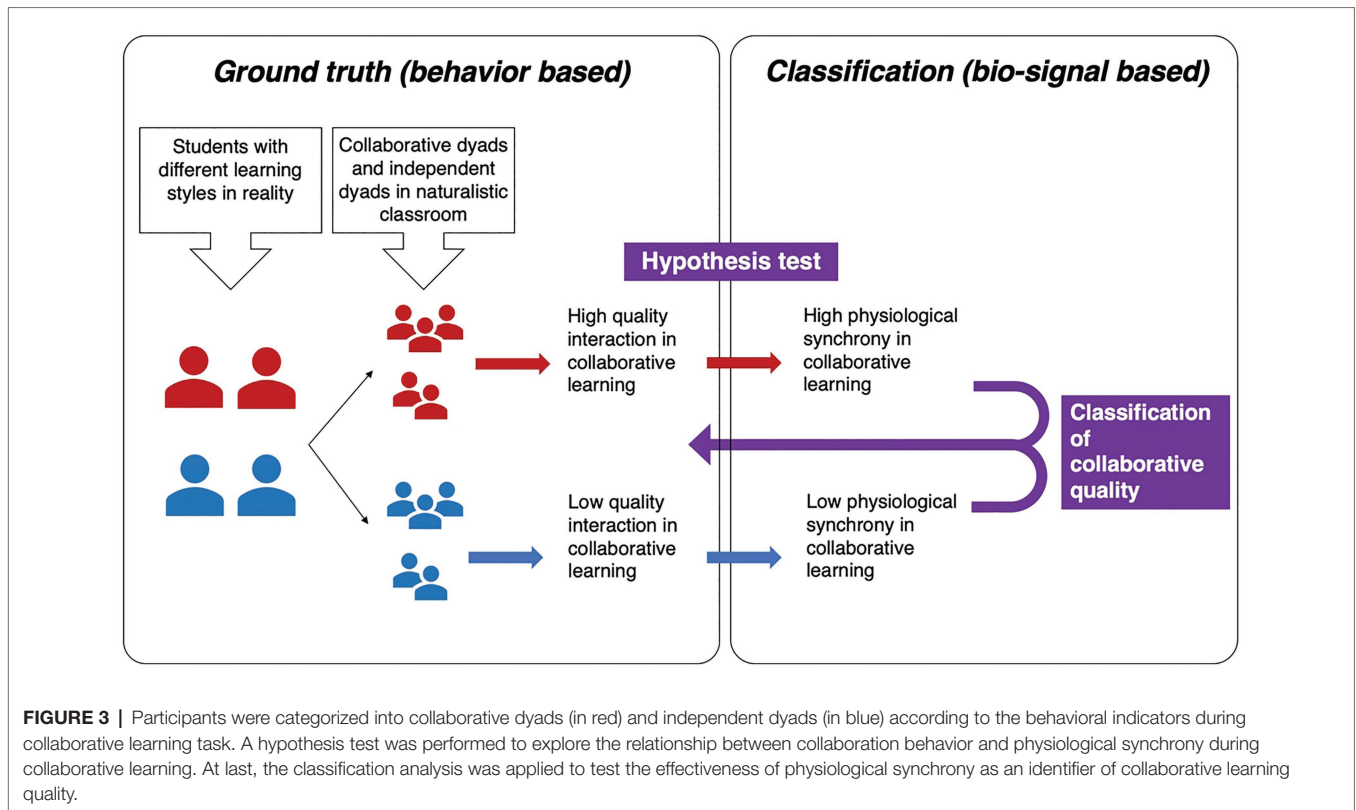 Ground truth (behavior based)
Classification (bio-signal based)
Students with
different learning
styles in reality
Collaborative dyads
and independent
dyads in naturalistic
classroom
Hypothesis test
High quality
interaction in
collaborative
learning
High physiological
synchrony in
collaborative
learning
Classification
of
collaborative
quality
Low quality
interaction in
collaborative
learning
Low physiological
synchrony in
collaborative
learning
FIGURE 3 | Participants were categorized into collaborative dyads (in red) and independent dyads (in blue) according to the behavioral indicators during
collaborative learning task. A hypothesis test was performed to explore the relationship between collaboration behavior and physiological synchrony during
collaborative learning. At last, the classification analysis was applied to test the effectiveness of physiological synchrony as an identifier of collaborative learning
quality.